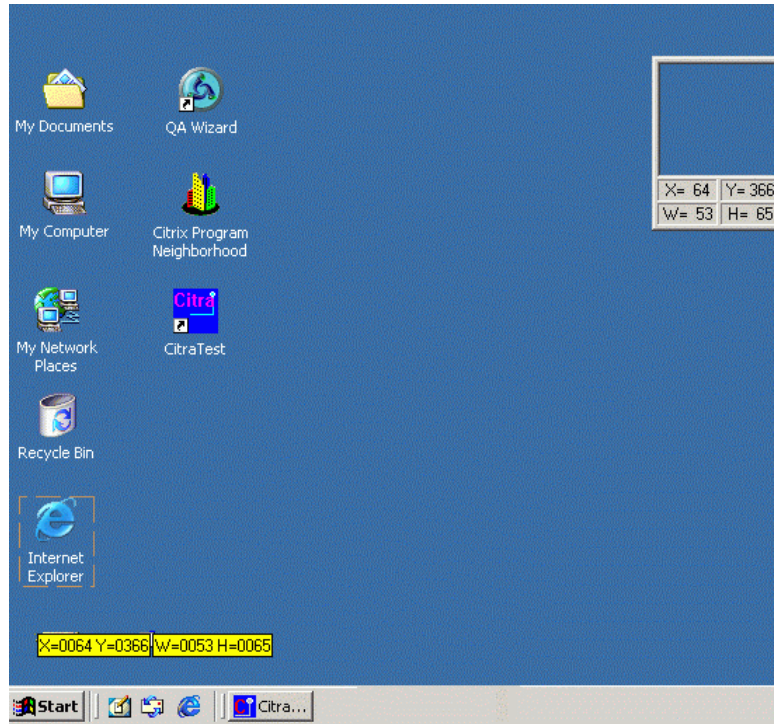 My Documents
QA Wizard
My Computer
Citrix Program
Neighborhood
X= 64 Y= 366
W= 53 H= 65
My Network
Places
Citra
CitraTest
Recycle Bin
Internet
Explorer
X=0064 Y=0366 W=0053 H=0065
Start
Citra...